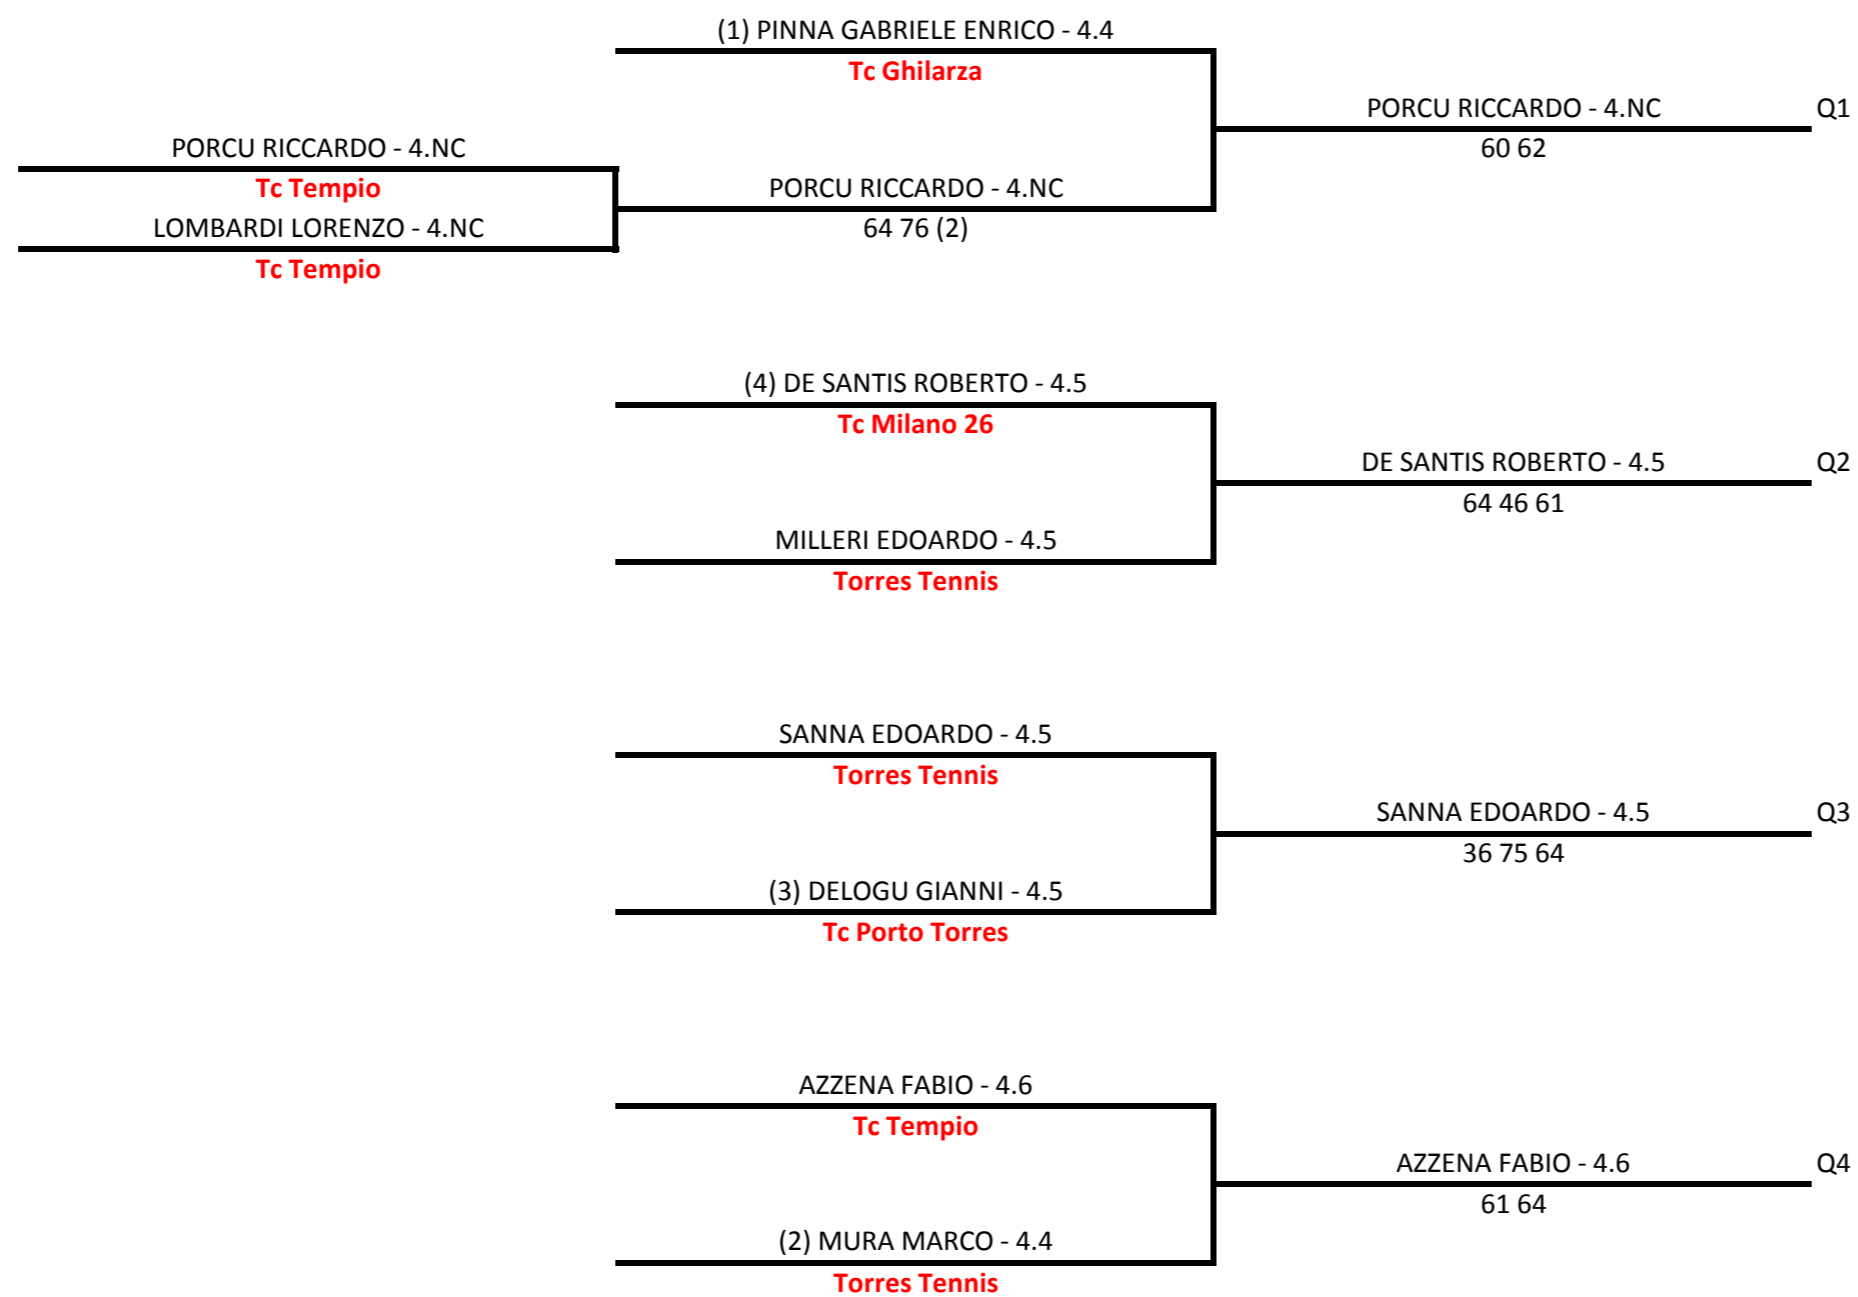 (1) PINNA GABRIELE ENRICO - 4.4
Tc Ghilarza
PORCU RICCARDO - 4.NC
Q1
60 62
PORCU RICCARDO - 4.NC
Tc Tempio
PORCU RICCARDO - 4.NC
64 76 (2)
LOMBARDI LORENZO - 4.NC
Tc Tempio
(4) DE SANTIS ROBERTO - 4.5
Tc Milano 26
DE SANTIS ROBERTO - 4.5
Q2
64 46 61
MILLERI EDOARDO - 4.5
Torres Tennis
SANNA EDOARDO - 4.5
Torres Tennis
SANNA EDOARDO - 4.5
Q3
36 75 64
(3) DELOGU GIANNI - 4.5
Tc Porto Torres
AZZENA FABIO - 4.6
Tc Tempio
AZZENA FABIO - 4.6
Q4
61 64
(2) MURA MARCO - 4.4
Torres Tennis